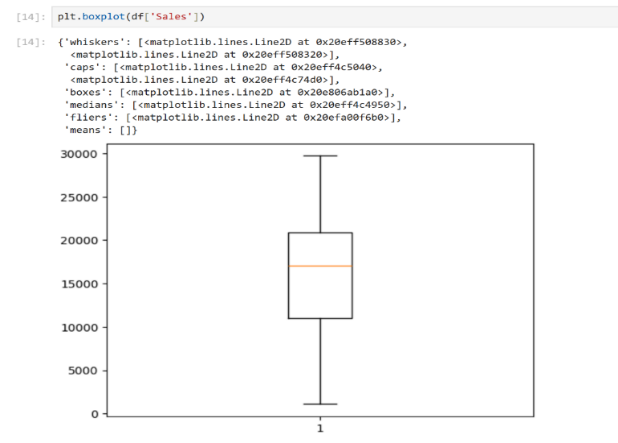 [14]: plt.boxplot(df['Sales'])
[14]: {'whiskers': [<matplotlib.lines.Line2D at 0x20eff508830>,
<matplotlib.lines.Line2D at 0x20eff508320>],
'caps': [<matplotlib.lines.Line2D at 0x20eff4c5040>,
<matplotlib.lines.Line2D at 0x20eff4c74d0>],
'boxes': [<matplotlib.lines.Line2D at 0x20e806ab1a0>],
'medians': [<matplotlib.lines.Line2D at 0x20eff4c4950>],
'fliers': [<matplotlib.lines.Line2D at 0x20efa00f6b0>],
'means': []}
30000
25000
20000
15000
10000
5000
0
1